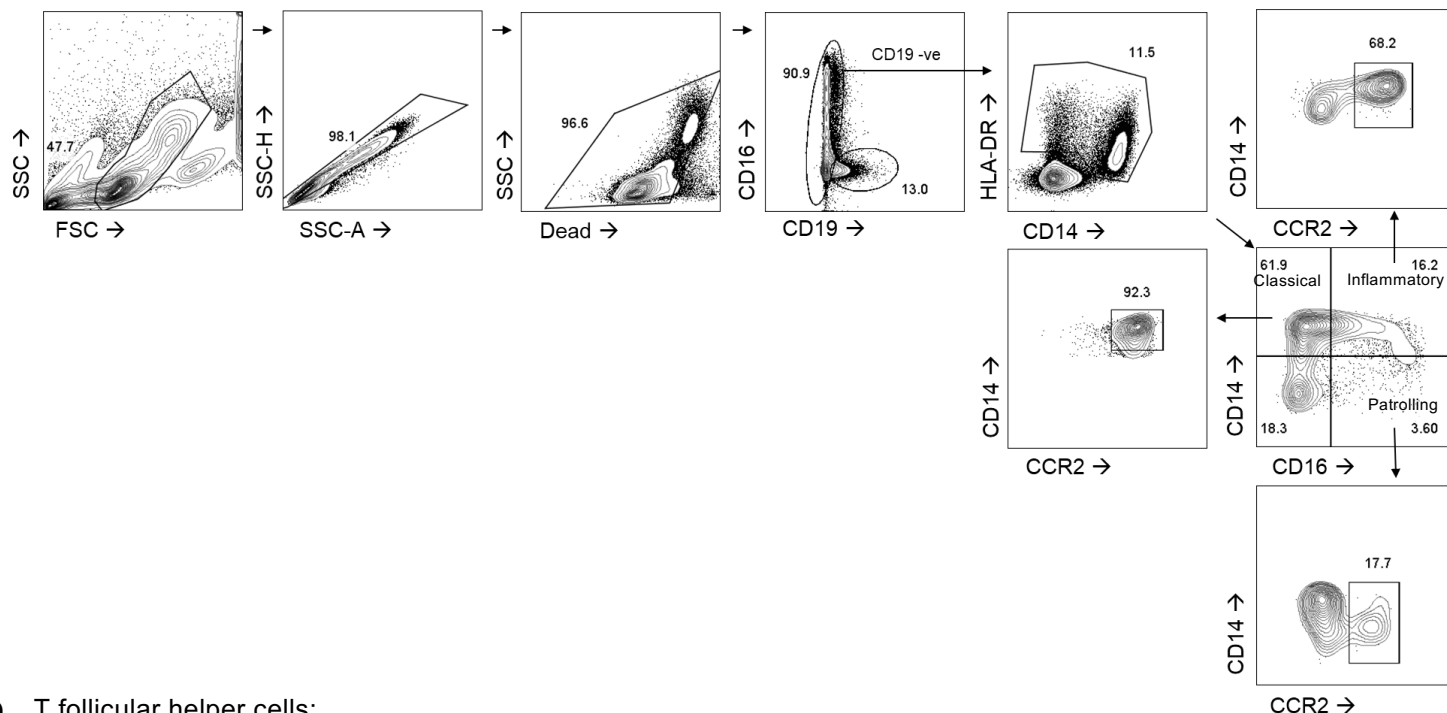 47.7
SSC →
FSC →
98.1
SSC-H →
SSC-A →
96.6
SSC →
Dead →
90.9
13.0
CD16 →
CD19 →
CD19 -ve
11.5
HLA-DR →
CD14 →
68.2
CD14 →
CCR2 →
92.3
CD14 →
CCR2 →
61.9
Classical
16.2
Inflammatory
18.3
Patrolling
3.60
CD14 →
CD16 →
17.7
CD14 →
CCR2 →
T follicular helper cells: